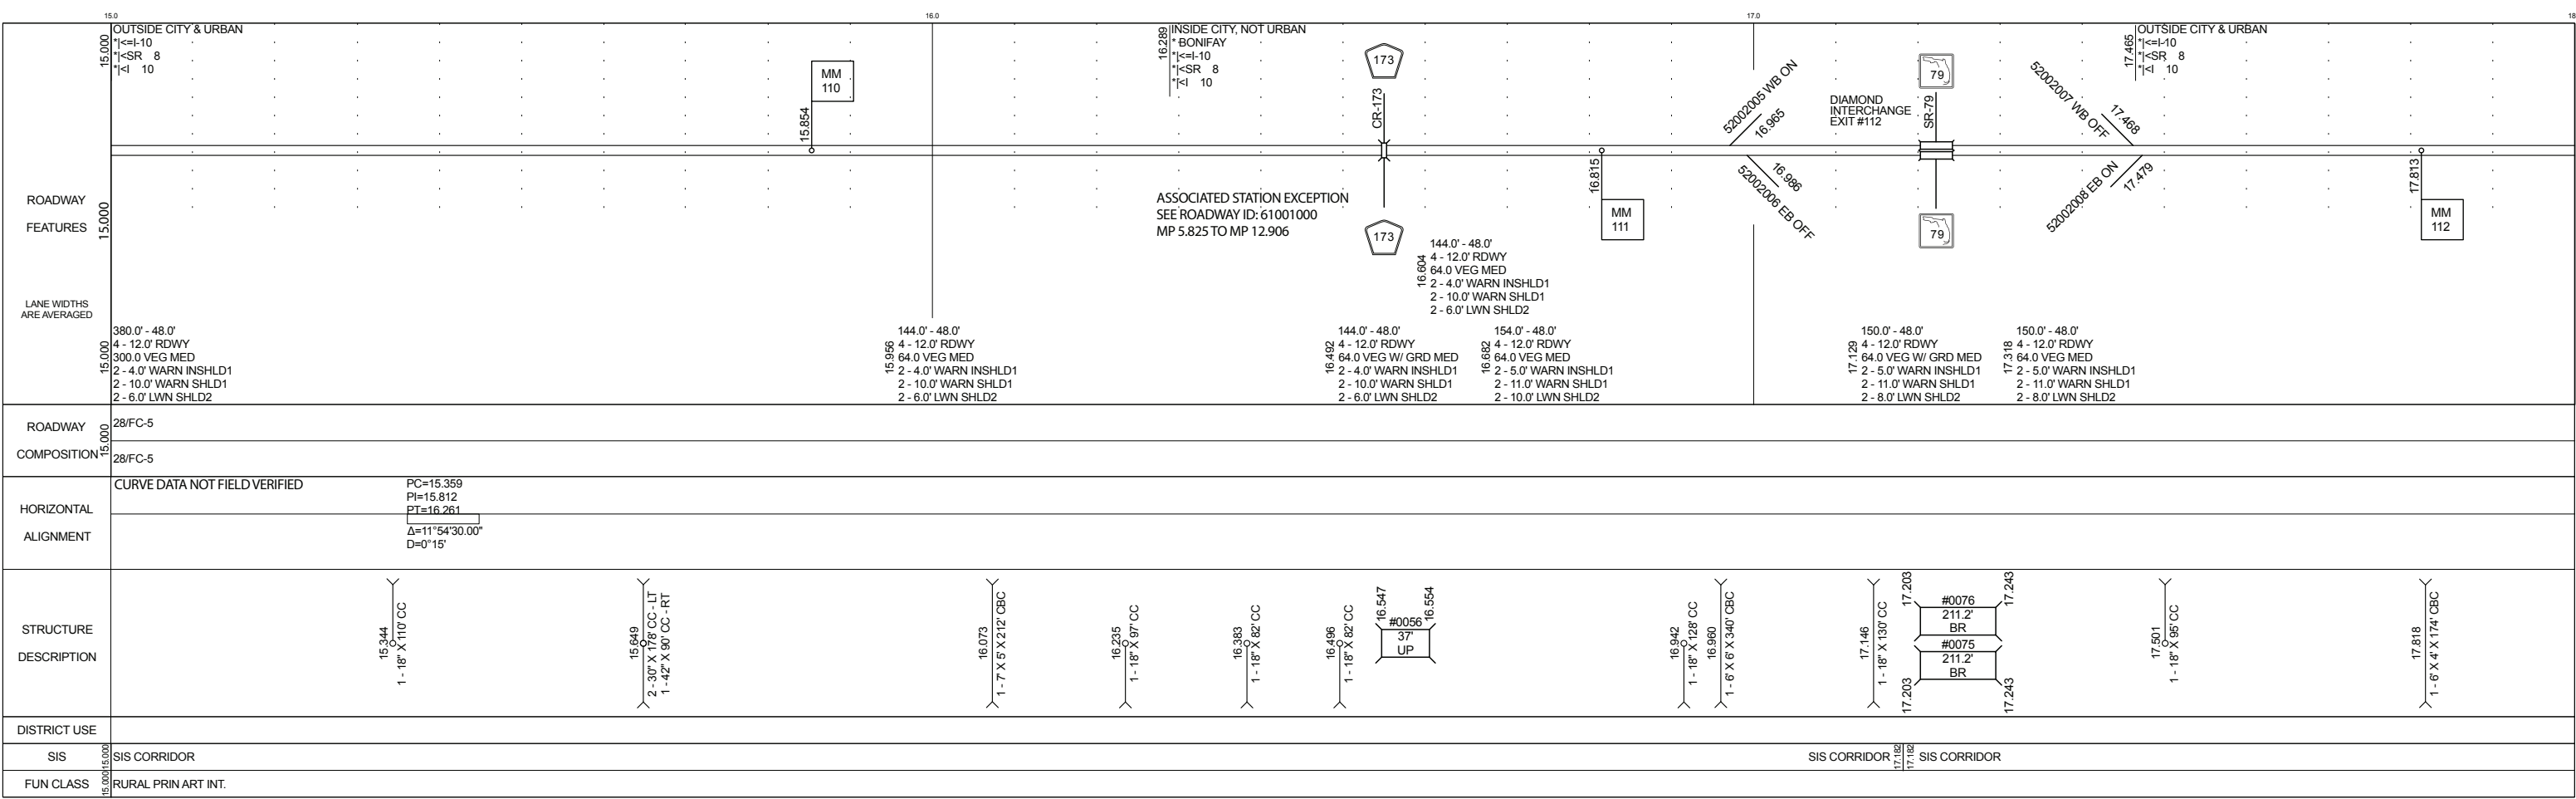 15.0
16.0
17.0
18
15.000
OUTSIDE CITY & URBAN
*|<=I-10
*|<SR 8
*|<I 10
MM
110
15.854
16.289
INSIDE CITY, NOT URBAN
* BONIFAY
*|<=I-10
*|<SR 8
*|<I 10
173
CR-173
52002005 WB ON
16.965
DIAMOND
INTERCHANGE
EXIT #112
79
SR-79
52002007 WB OFF
17.468
17.465
OUTSIDE CITY & URBAN
*|<=I-10
*|<SR 8
*|<I 10
ROADWAY
FEATURES
15.000
ASSOCIATED STATION EXCEPTION
SEE ROADWAY ID: 61001000
MP 5.825 TO MP 12.906
173
16.815
MM
111
16.986
52002006 EB OFF
79
52002008 EB ON
17.479
17.813
MM
112
LANE WIDTHS
ARE AVERAGED
15.000
380.0' - 48.0'
4 - 12.0' RDWY
300.0 VEG MED
2 - 4.0' WARN INSHLD1
2 - 10.0' WARN SHLD1
2 - 6.0' LWN SHLD2
15.956
144.0' - 48.0'
4 - 12.0' RDWY
64.0 VEG MED
2 - 4.0' WARN INSHLD1
2 - 10.0' WARN SHLD1
2 - 6.0' LWN SHLD2
16.492
144.0' - 48.0'
4 - 12.0' RDWY
64.0 VEG W/ GRD MED
2 - 4.0' WARN INSHLD1
2 - 10.0' WARN SHLD1
2 - 6.0' LWN SHLD2
16.604
144.0' - 48.0'
4 - 12.0' RDWY
64.0 VEG MED
2 - 4.0' WARN INSHLD1
2 - 10.0' WARN SHLD1
2 - 6.0' LWN SHLD2
16.682
154.0' - 48.0'
4 - 12.0' RDWY
64.0 VEG MED
2 - 5.0' WARN INSHLD1
2 - 11.0' WARN SHLD1
2 - 10.0' LWN SHLD2
17.129
150.0' - 48.0'
4 - 12.0' RDWY
64.0 VEG W/ GRD MED
2 - 5.0' WARN INSHLD1
2 - 11.0' WARN SHLD1
2 - 8.0' LWN SHLD2
17.318
150.0' - 48.0'
4 - 12.0' RDWY
64.0 VEG MED
2 - 5.0' WARN INSHLD1
2 - 11.0' WARN SHLD1
2 - 8.0' LWN SHLD2
ROADWAY
COMPOSITION
15.000
28/FC-5
28/FC-5
HORIZONTAL
ALIGNMENT
CURVE DATA NOT FIELD VERIFIED
PC=15.359
PI=15.812
PT=16.261
Δ=11°54'30.00"
D=0°15'
STRUCTURE
DESCRIPTION
15.344
1 - 18" X 110' CC
15.649
2 - 30" X 178' CC - LT
1 - 42" X 90' CC - RT
16.073
1 - 7' X 5' X 212' CBC
16.235
1 - 18" X 97' CC
16.383
1 - 18" X 82' CC
16.496
1 - 18" X 82' CC
16.547
16.554
#0056
37'
UP
16.942
1 - 18" X 128' CC
16.960
1 - 6' X 6' X 340' CBC
17.146
1 - 18" X 130' CC
17.203
17.243
#0076
211.2'
BR
#0075
211.2'
BR
17.203
17.243
17.501
1 - 18" X 95' CC
17.818
1 - 6' X 4' X 174' CBC
DISTRICT USE
SIS
15.000
SIS CORRIDOR
SIS CORRIDOR
17.182
17.182
SIS CORRIDOR
FUN CLASS
15.000
RURAL PRIN ART INT.